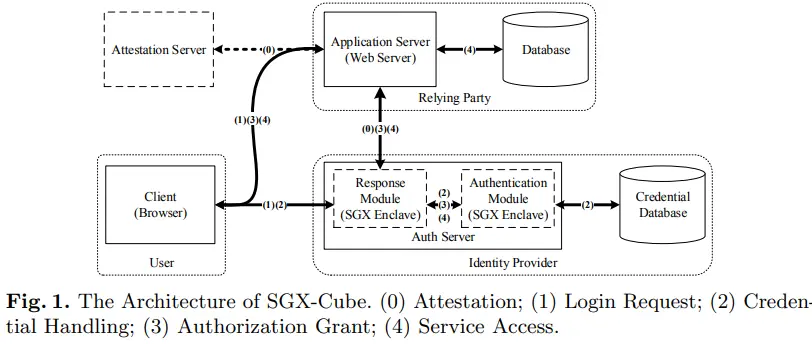 Attestation Server
(0)
Application Server
(Web Server)
(4)
Database
Relying Party
(1)(3)(4)
(0)(3)(4)
Client
(Browser)
User
(1)(2)
Response
Module
(SGX Enclave)
(2)
(3)
(4)
Authentication
Module
(SGX Enclave)
Auth Server
(2)
Credential
Database
Identity Provider
Fig. 1. The Architecture of SGX-Cube. (0) Attestation; (1) Login Request; (2) Creden-
tial Handling; (3) Authorization Grant; (4) Service Access.